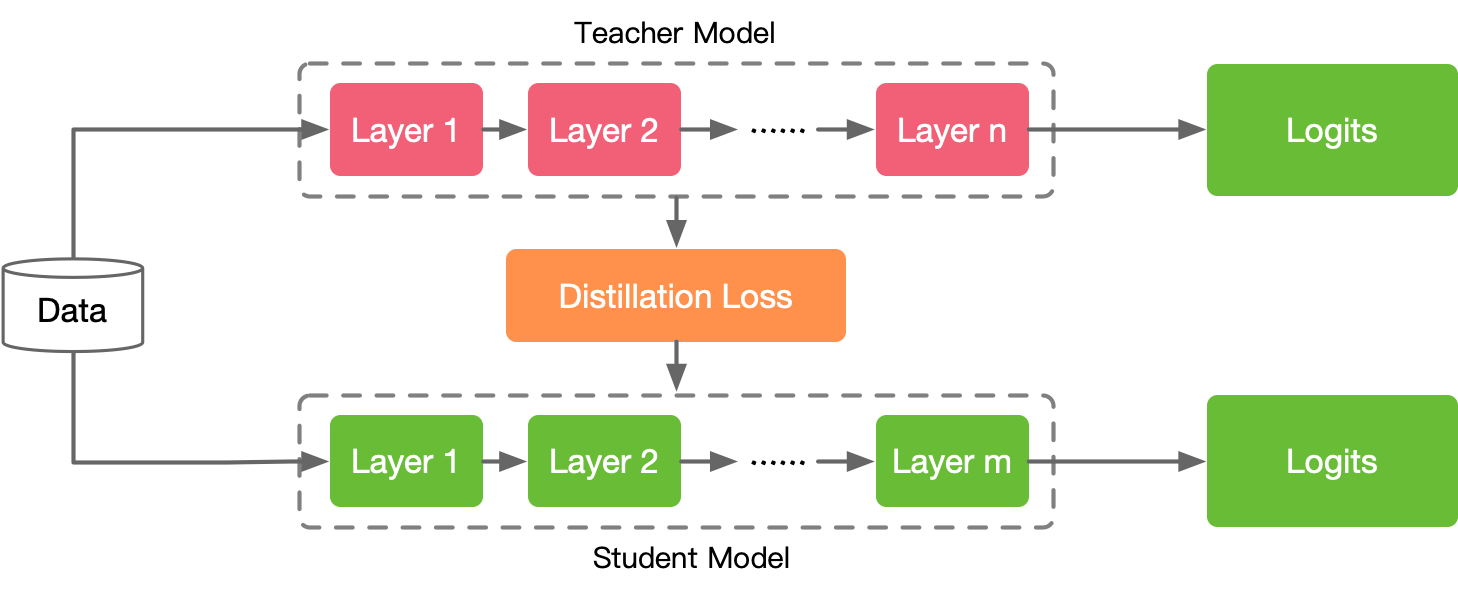 Teacher Model
Layer 1
Layer 2
......
Layer n
Logits
Distillation Loss
Data
Layer 1
Layer 2
......
Layer m
Logits
Student Model